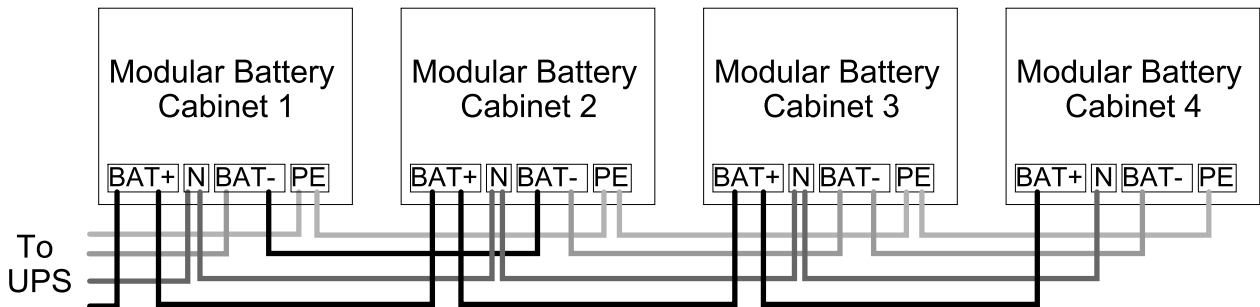 Modular Battery
Cabinet 1
Modular Battery
Cabinet 2
Modular Battery
Cabinet 3
Modular Battery
Cabinet 4
BAT+ N BAT- PE
BAT+ N BAT- PE
BAT+ N BAT- PE
BAT+ N BAT- PE
To
UPS